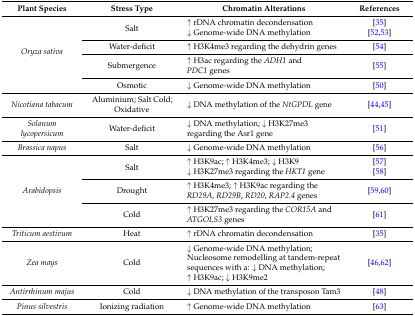 Plant Species Stress Type Chromatin Alterations References
Oryza sativa Salt ↑ rDNA chromatin decondensation [35]
↓ Genome-wide DNA methylation [52,53]
Water-deficit ↑ H3K4me3 regarding the dehydrin genes [54]
Submergence ↑ H3ac regarding the ADH1 and [55]
PDC1 genes
Osmotic ↓ Genome-wide DNA methylation [50]
Nicotiana tabacum Aluminium; Salt Cold; ↓ DNA methylation of the NtGPDL gene [44,45]
Oxidative
Solanum Water-deficit ↓ DNA methylation; ↓ H3K27me3 [51]
lycopersicum regarding the Asr1 gene
Brassica napus Salt ↓ Genome-wide DNA methylation [56]
Arabidopsis Salt ↑ H3K9ac; ↑ H3K4me3; ↓ H3K9 [57]
↓ H3K27me3 regarding the HKT1 gene [58]
Drought ↑ H3K4me3; ↑ H3K9ac regarding the [59,60]
RD29A, RD29B, RD20, RAP2.4 genes
Cold ↑ H3K27me3 regarding the COR15A and [61]
ATGOLS3 genes
Triticum æstivum Heat ↑ rDNA chromatin decondensation [35]
Zea mays Cold ↓ Genome-wide DNA methylation; [46,62]
Nucleosome remodelling at tandem-repeat
sequences with a: ↓ DNA methylation;
↑ H3K9ac; ↓ H3K9me2
Antirrhinum majus Cold ↓ DNA methylation of the transposon Tam3 [48]
Pinus silvestris Ionizing radiation ↑ Genome-wide DNA methylation [63]